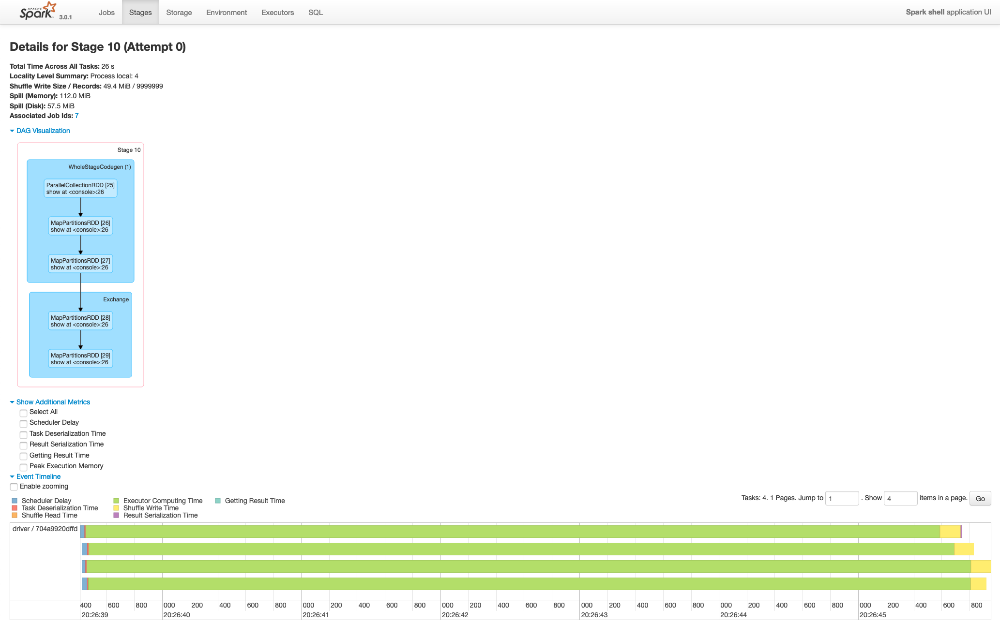 APACHE
Spark 3.0.1 Jobs Stages Storage Environment Executors SQL Spark shell application UI
Details for Stage 10 (Attempt 0)
Total Time Across All Tasks: 26 s
Locality Level Summary: Process local: 4
Shuffle Write Size / Records: 49.4 MiB / 9999999
Spill (Memory): 112.0 MiB
Spill (Disk): 57.5 MiB
Associated Job Ids: 7
DAG Visualization
Stage 10
WholeStageCodegen (1)
ParallelCollectionRDD [25]
show at <console>:26
MapPartitionsRDD [26]
show at <console>:26
MapPartitionsRDD [27]
show at <console>:26
Exchange
MapPartitionsRDD [28]
show at <console>:26
MapPartitionsRDD [29]
show at <console>:26
Show Additional Metrics
Select All
Scheduler Delay
Task Deserialization Time
Result Serialization Time
Getting Result Time
Peak Execution Memory
Event Timeline
Enable zooming
Tasks: 4. 1 Pages. Jump to 1 . Show 4 items in a page. Go
Scheduler Delay Executor Computing Time Getting Result Time
Task Deserialization Time Shuffle Write Time
Shuffle Read Time Result Serialization Time
driver / 704a9920dffd
400 600 800 000 200 400 600 800 000 200 400 600 800 000 200 400 600 800 000 200 400 600 800 000 200 400 600 800 000 200 400 600 800
20:26:39 20:26:40 20:26:41 20:26:42 20:26:43 20:26:44 20:26:45